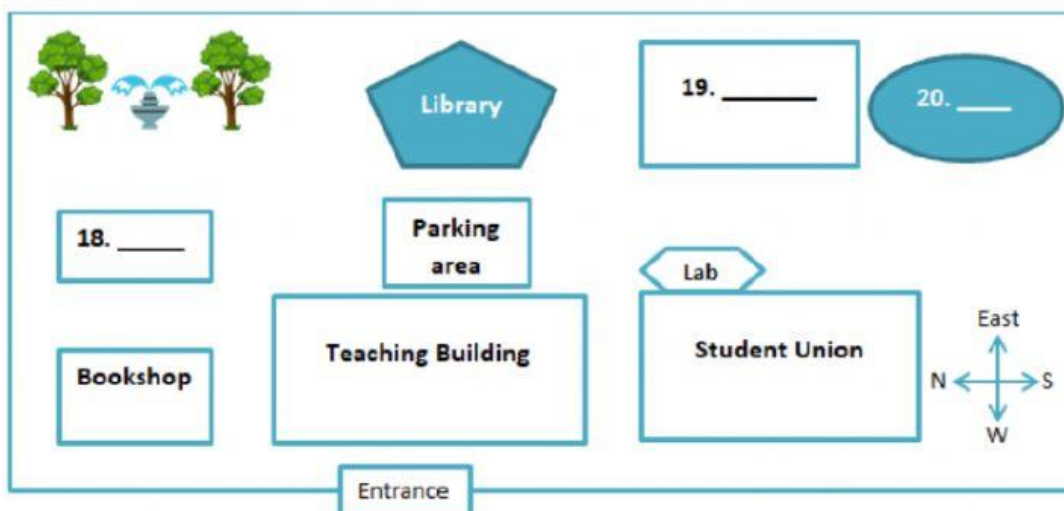 Library
19. _______
20. ____
18. _____
Parking
area
Lab
Bookshop
Teaching Building
Student Union
East
N
S
W
Entrance